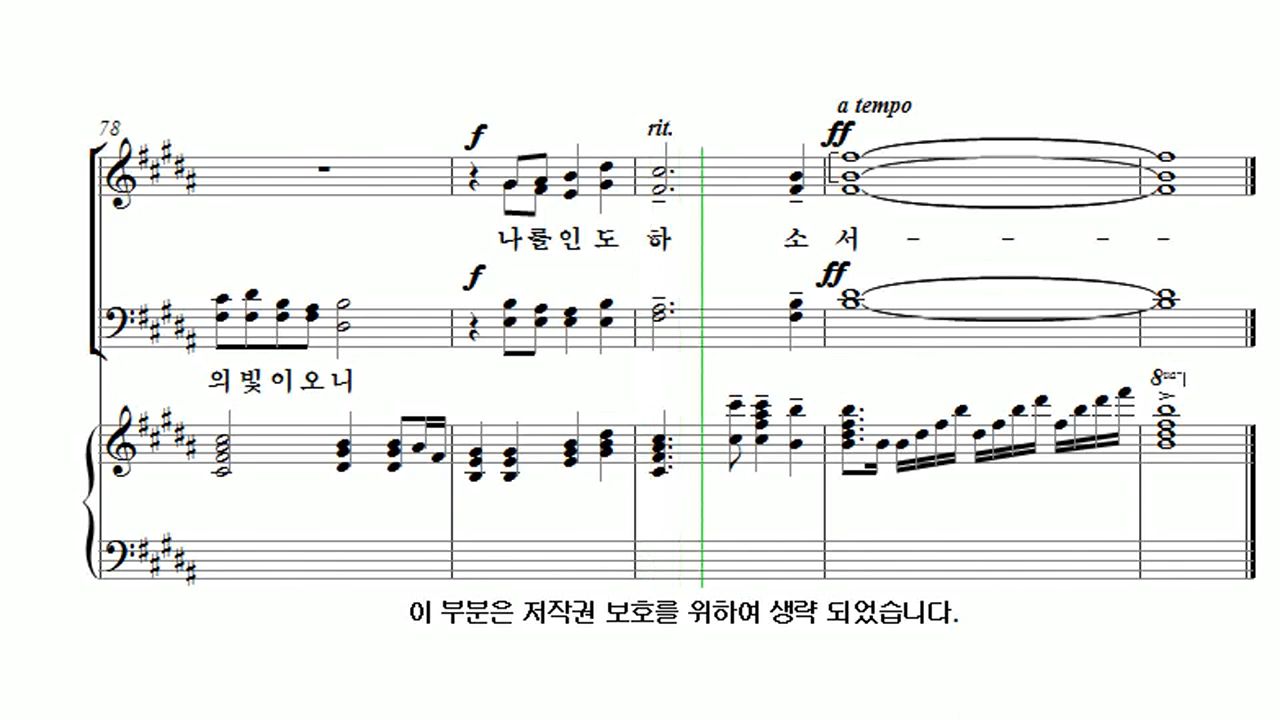 a tempo
78 f rit. ff
나를 인 도 하 소 서 - - - -
f ff
의 빛 이 오 니
8va
이 부분은 저작권 보호를 위하여 생략 되었습니다.